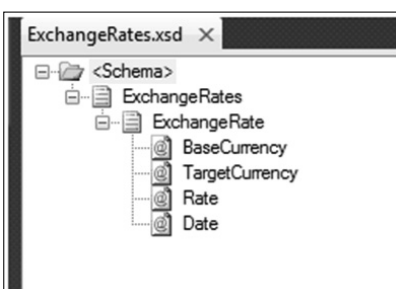 ExchangeRates.xsd
<Schema>
ExchangeRates
ExchangeRate
BaseCurrency
TargetCurrency
Rate
Date